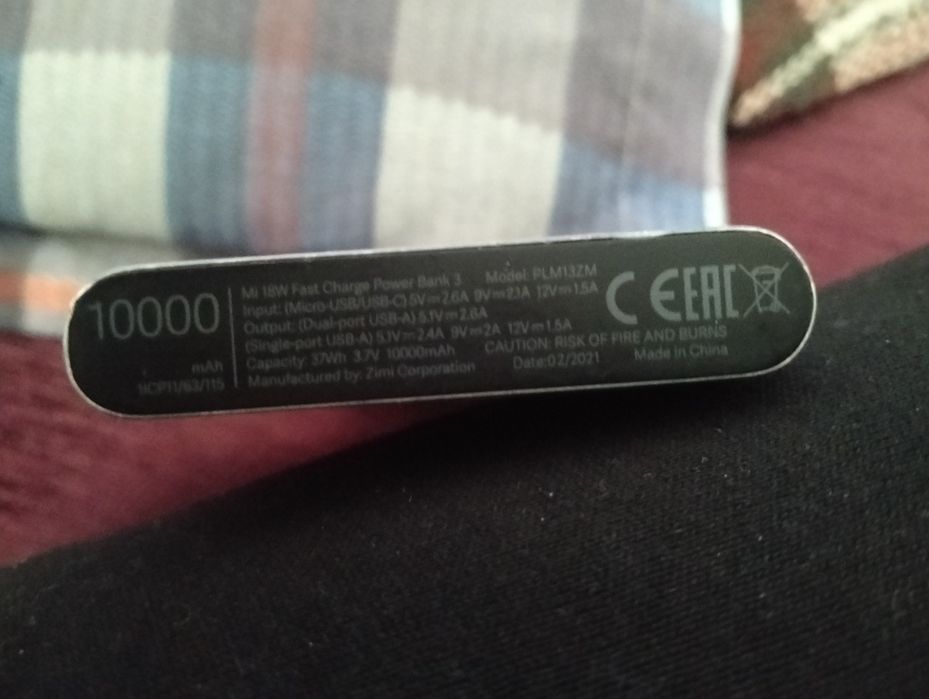 10000
mAh
1ICP11/63/115
Mi 18W Fast Charge Power Bank 3 Model: PLM13ZM
Input: (Micro-USB/USB-C) 5V⎓2.6A 9V⎓2.1A 12V⎓1.5A
Output: (Dual-port USB-A) 5.1V⎓2.6A
(Single-port USB-A) 5.1V⎓2.4A 9V⎓2A 12V⎓1.5A
Capacity: 37Wh 3.7V 10000mAh CAUTION: RISK OF FIRE AND BURNS
Manufactured by: Zimi Corporation Date:02/2021 Made in China
CE EAC